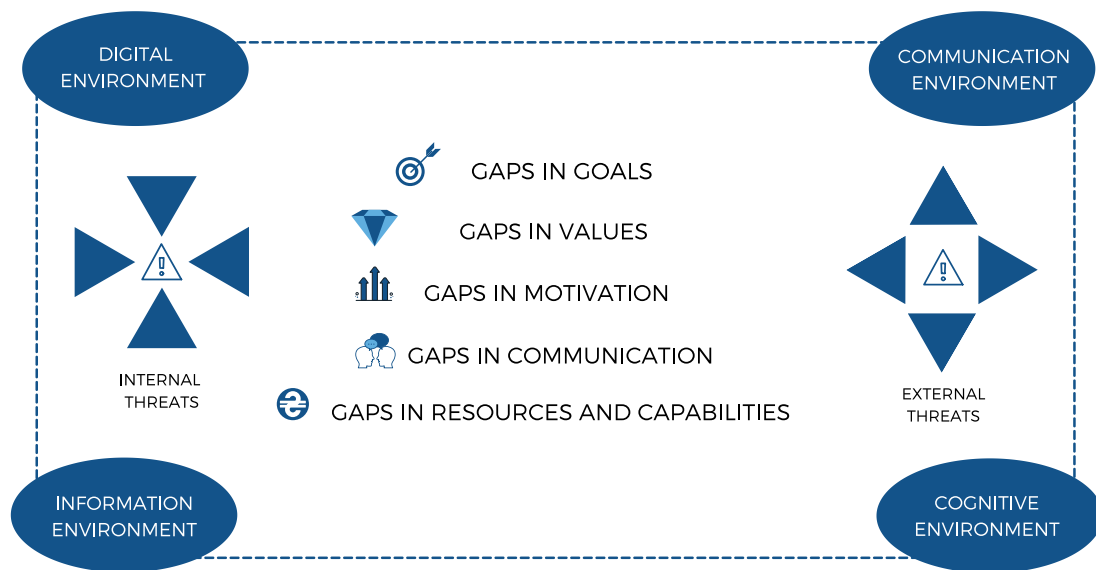 DIGITAL
ENVIRONMENT
COMMUNICATION
ENVIRONMENT
GAPS IN GOALS
GAPS IN VALUES
GAPS IN MOTIVATION
GAPS IN COMMUNICATION
GAPS IN RESOURCES AND CAPABILITIES
INTERNAL
THREATS
EXTERNAL
THREATS
INFORMATION
ENVIRONMENT
COGNITIVE
ENVIRONMENT